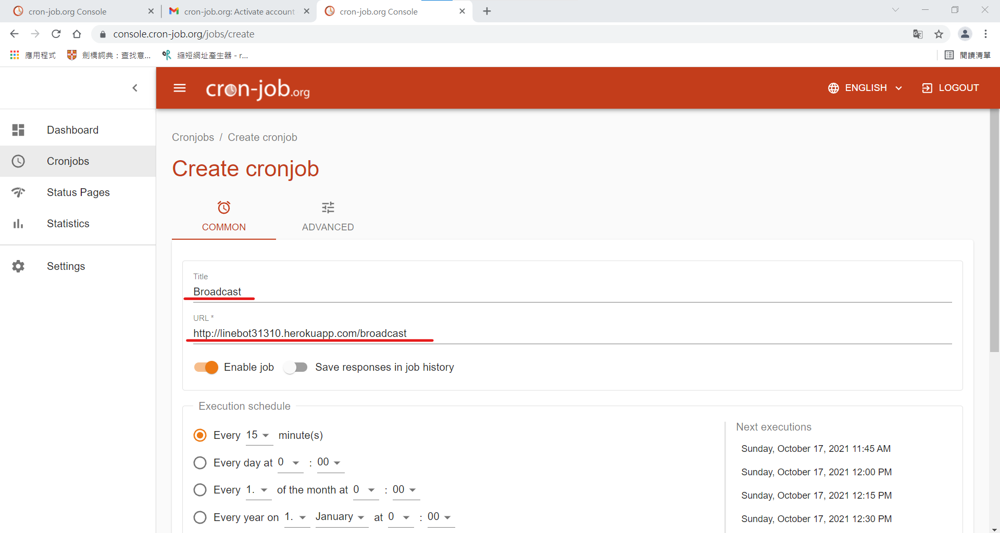 cron-job.org Console
cron-job.org: Activate account
cron-job.org Console
console.cron-job.org/jobs/create
應用程式
劍橋詞典：查找意...
縮短網址產生器 - r...
閱讀清單
cron-job.org
ENGLISH
LOGOUT
Dashboard
Cronjobs
Status Pages
Statistics
Settings
Cronjobs / Create cronjob
Create cronjob
COMMON
ADVANCED
Title
Broadcast
URL *
http://linebot31310.herokuapp.com/broadcast
Enable job
Save responses in job history
Execution schedule
Every 15 minute(s)
Every day at 0 : 00
Every 1. of the month at 0 : 00
Every year on 1. January at 0 : 00
Next executions
Sunday, October 17, 2021 11:45 AM
Sunday, October 17, 2021 12:00 PM
Sunday, October 17, 2021 12:15 PM
Sunday, October 17, 2021 12:30 PM